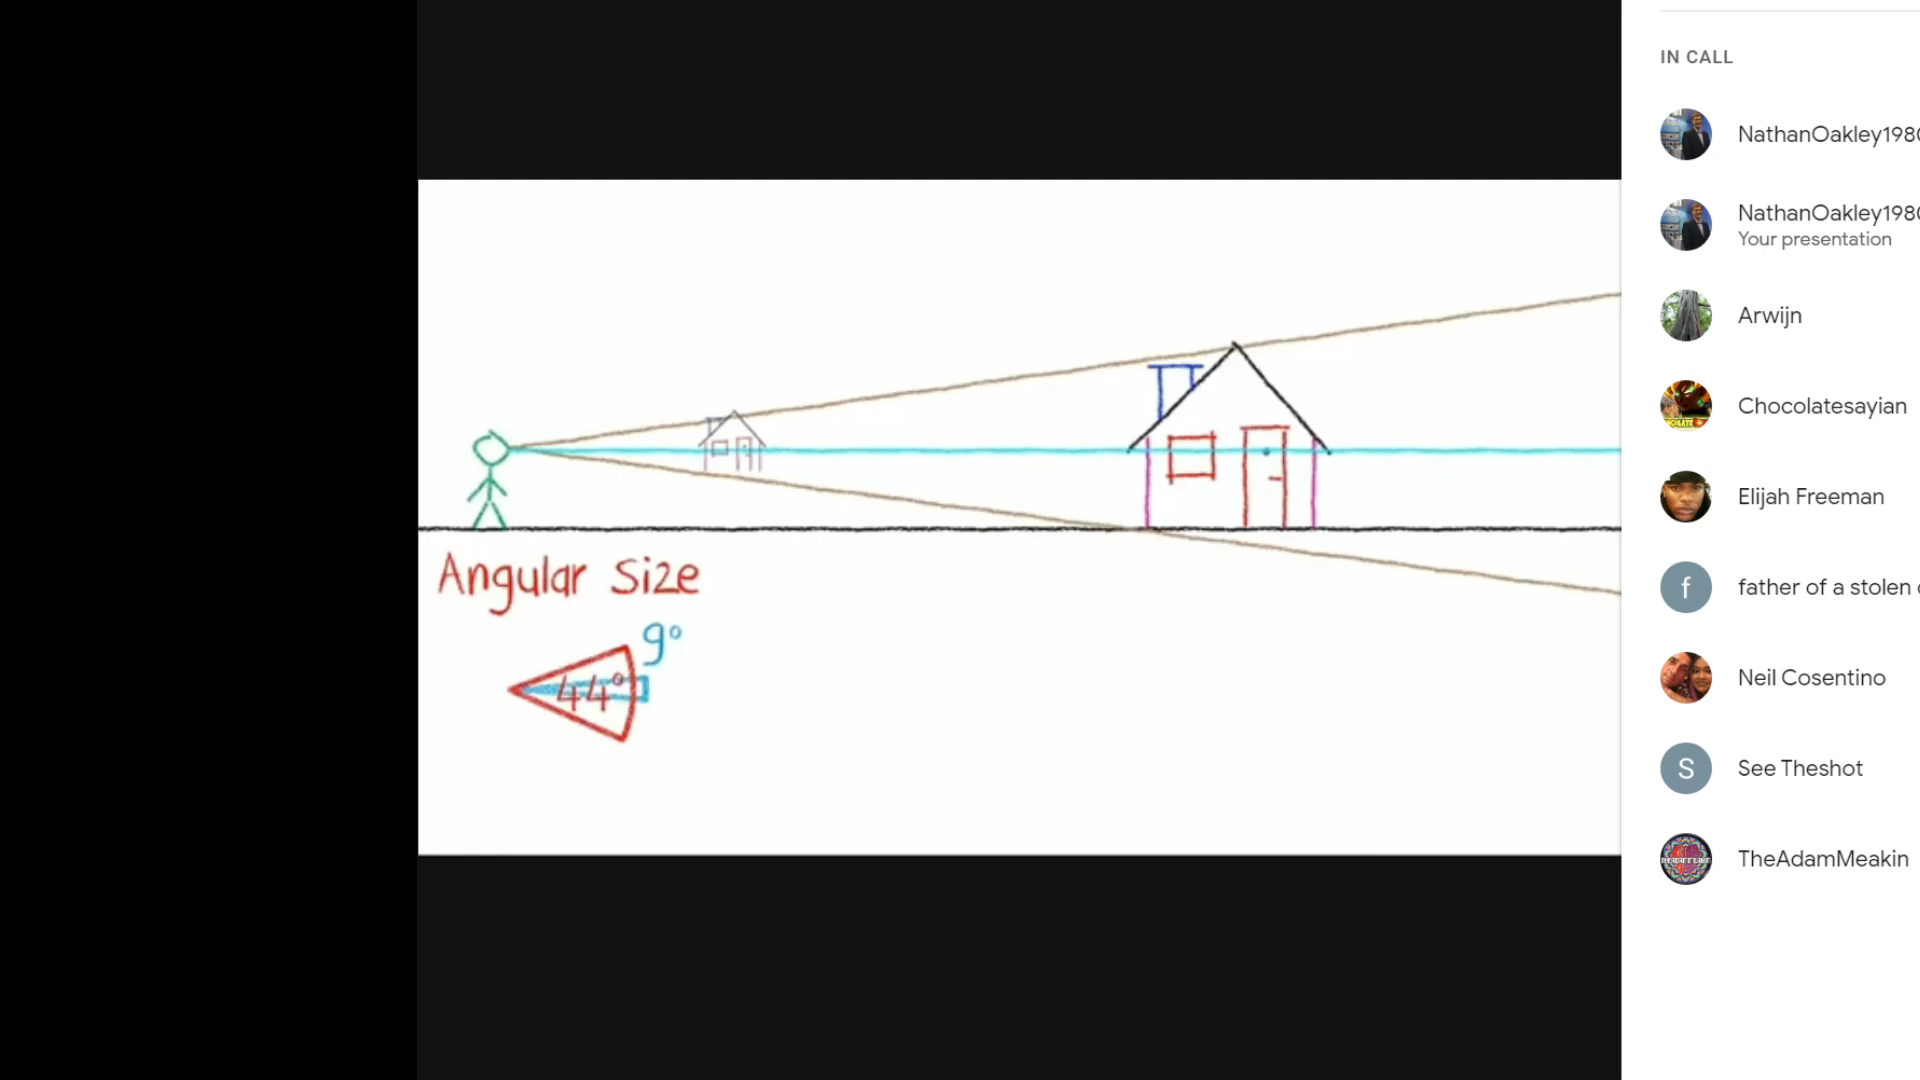 IN CALL
NathanOakley198
NathanOakley198
Your presentation
Arwijn
Chocolatesayian
Elijah Freeman
f
father of a stolen
Neil Cosentino
S
See Theshot
TheAdamMeakin
Angular Size
9°
44°